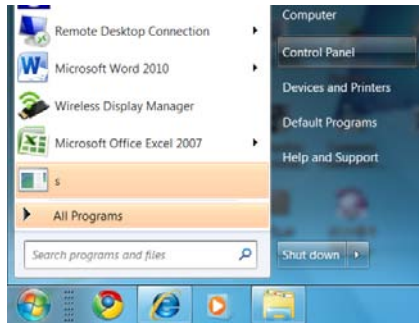 Remote Desktop Connection
Microsoft Word 2010
Wireless Display Manager
Microsoft Office Excel 2007
s
All Programs
Search programs and files
Computer
Control Panel
Devices and Printers
Default Programs
Help and Support
Shut down